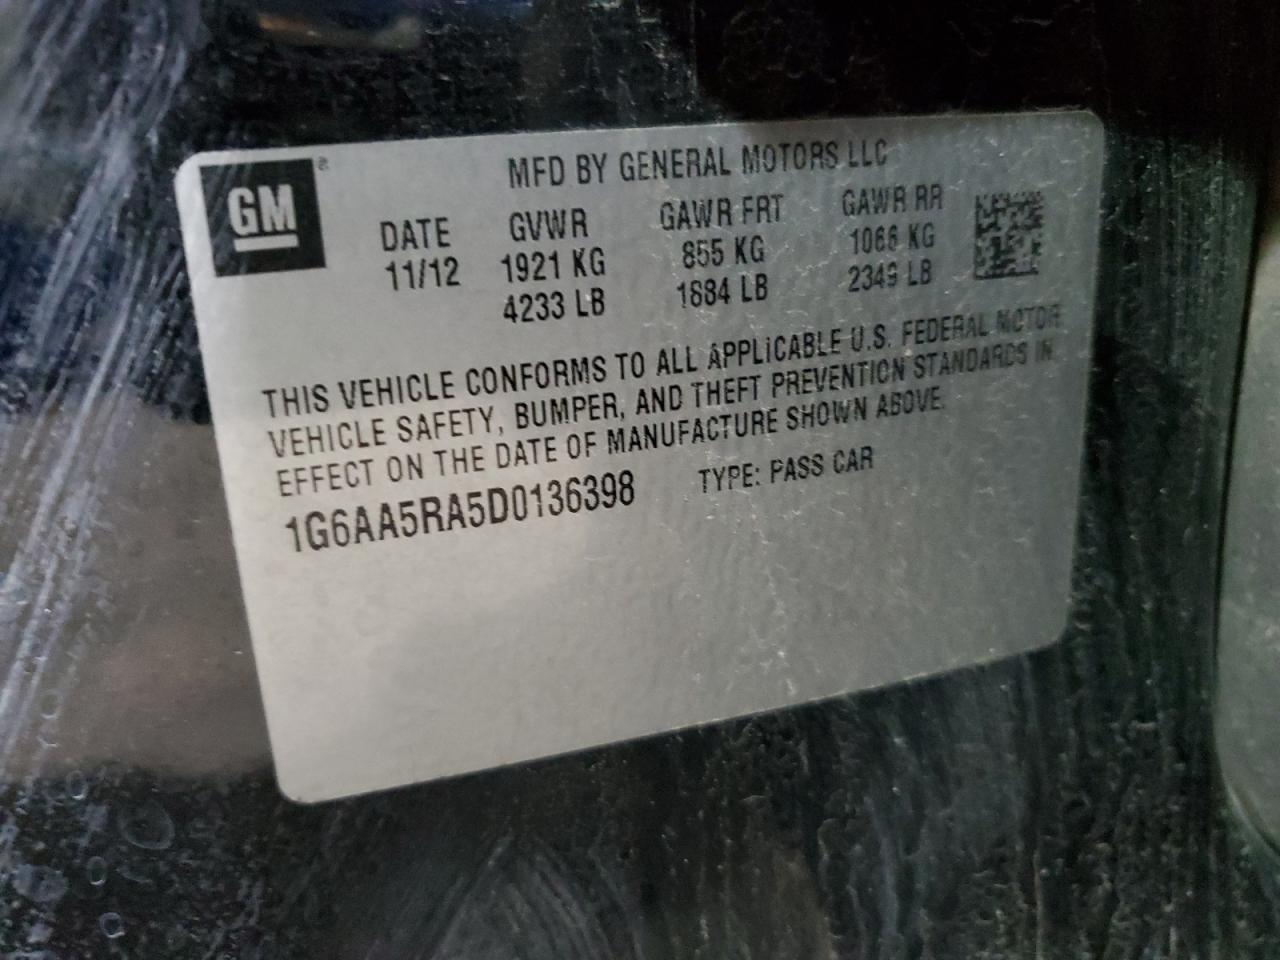 GM
MFD BY GENERAL MOTORS LLC
DATE GVWR GAWR FRT GAWR RR
11/12 1921 KG 855 KG 1066 KG
4233 LB 1884 LB 2349 LB
THIS VEHICLE CONFORMS TO ALL APPLICABLE U.S. FEDERAL MOTOR
VEHICLE SAFETY, BUMPER, AND THEFT PREVENTION STANDARDS IN
EFFECT ON THE DATE OF MANUFACTURE SHOWN ABOVE.
1G6AA5RA5D0136398 TYPE: PASS CAR